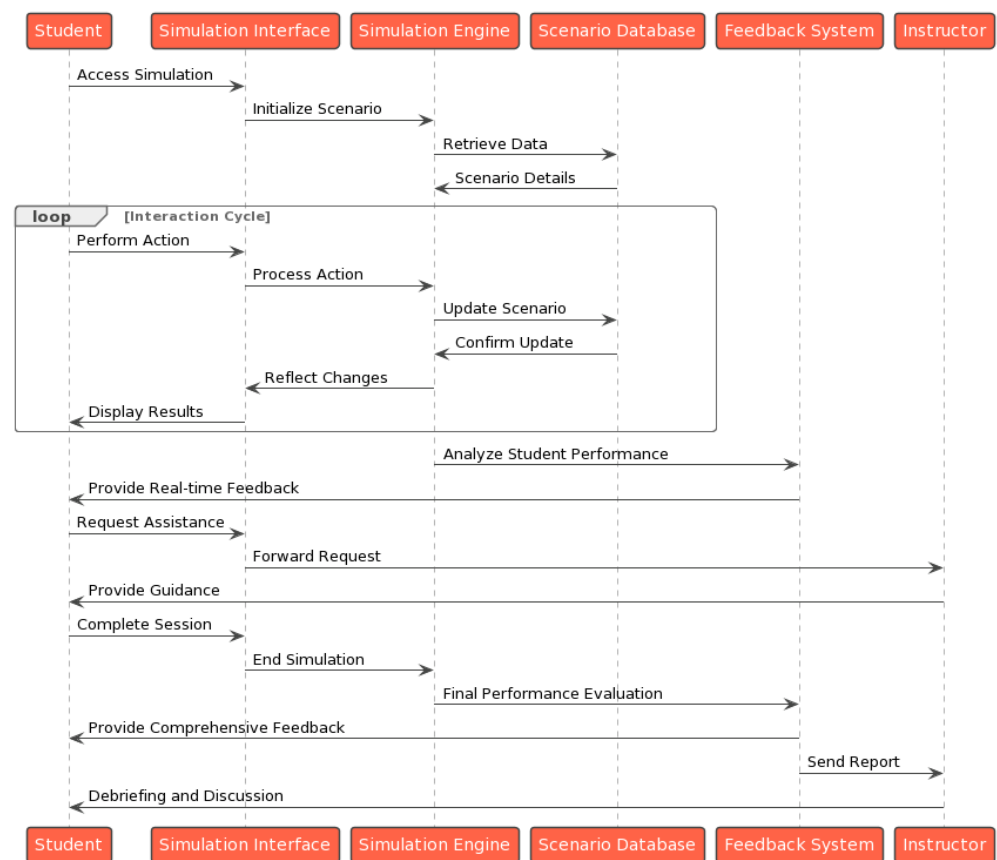 Student Simulation Interface Simulation Engine Scenario Database Feedback System Instructor
Access Simulation
Initialize Scenario
Retrieve Data
Scenario Details
loop [Interaction Cycle]
Perform Action
Process Action
Update Scenario
Confirm Update
Reflect Changes
Display Results
Analyze Student Performance
Provide Real-time Feedback
Request Assistance
Forward Request
Provide Guidance
Complete Session
End Simulation
Final Performance Evaluation
Provide Comprehensive Feedback
Send Report
Debriefing and Discussion
Student Simulation Interface Simulation Engine Scenario Database Feedback System Instructor